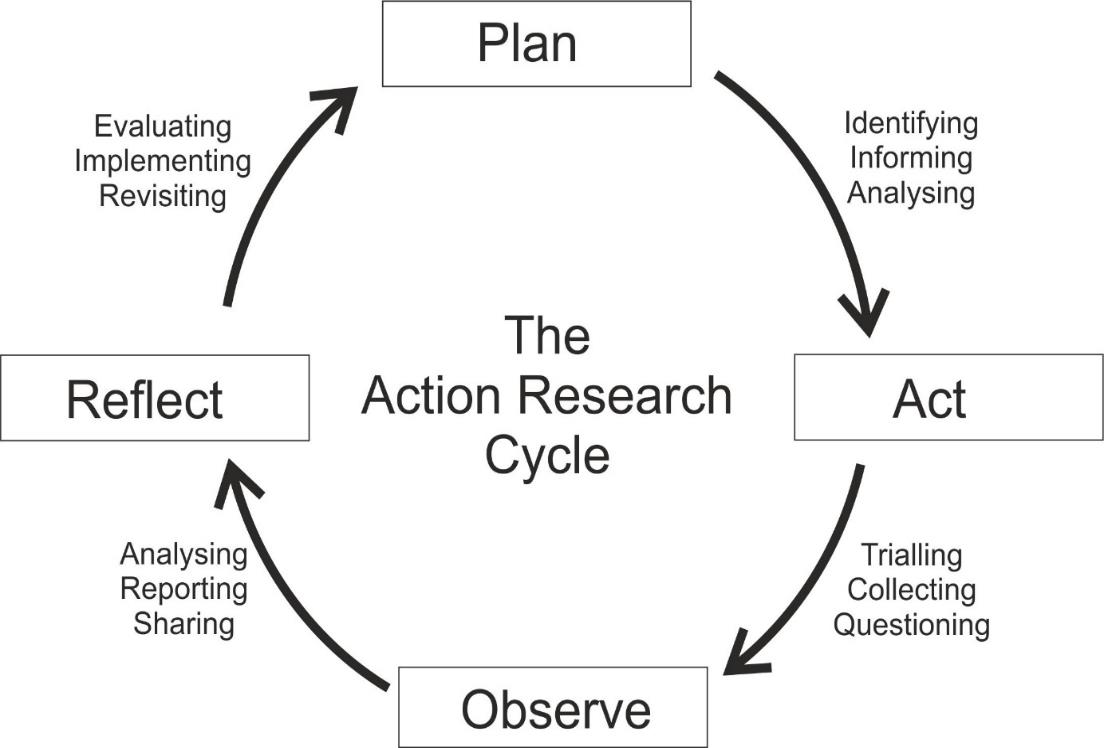 Plan
Identifying
Informing
Analysing
Act
Trialling
Collecting
Questioning
Observe
Analysing
Reporting
Sharing
Reflect
Evaluating
Implementing
Revisiting
The
Action Research
Cycle